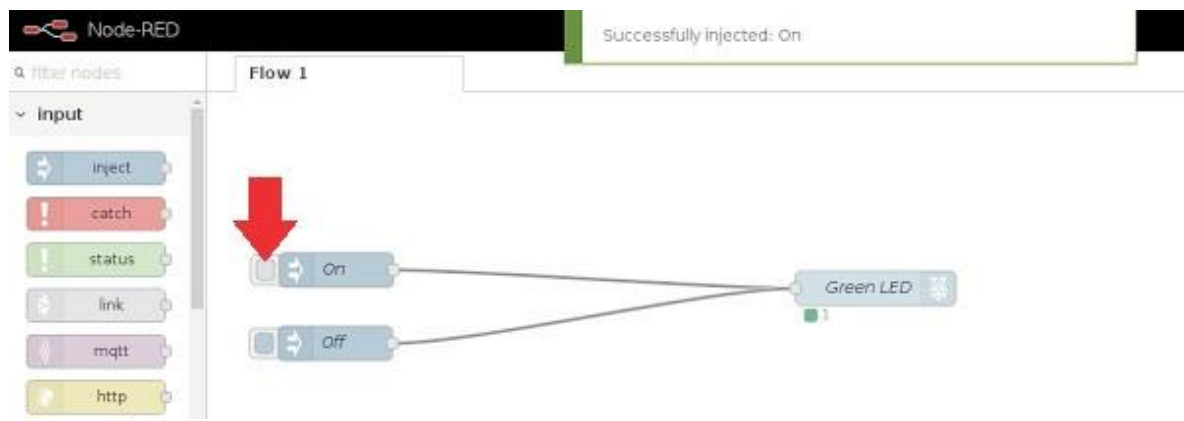 Node-RED
Successfully injected: On
filter nodes
Flow 1
input
inject
catch
status
link
mqtt
http
On
Off
Green LED
1